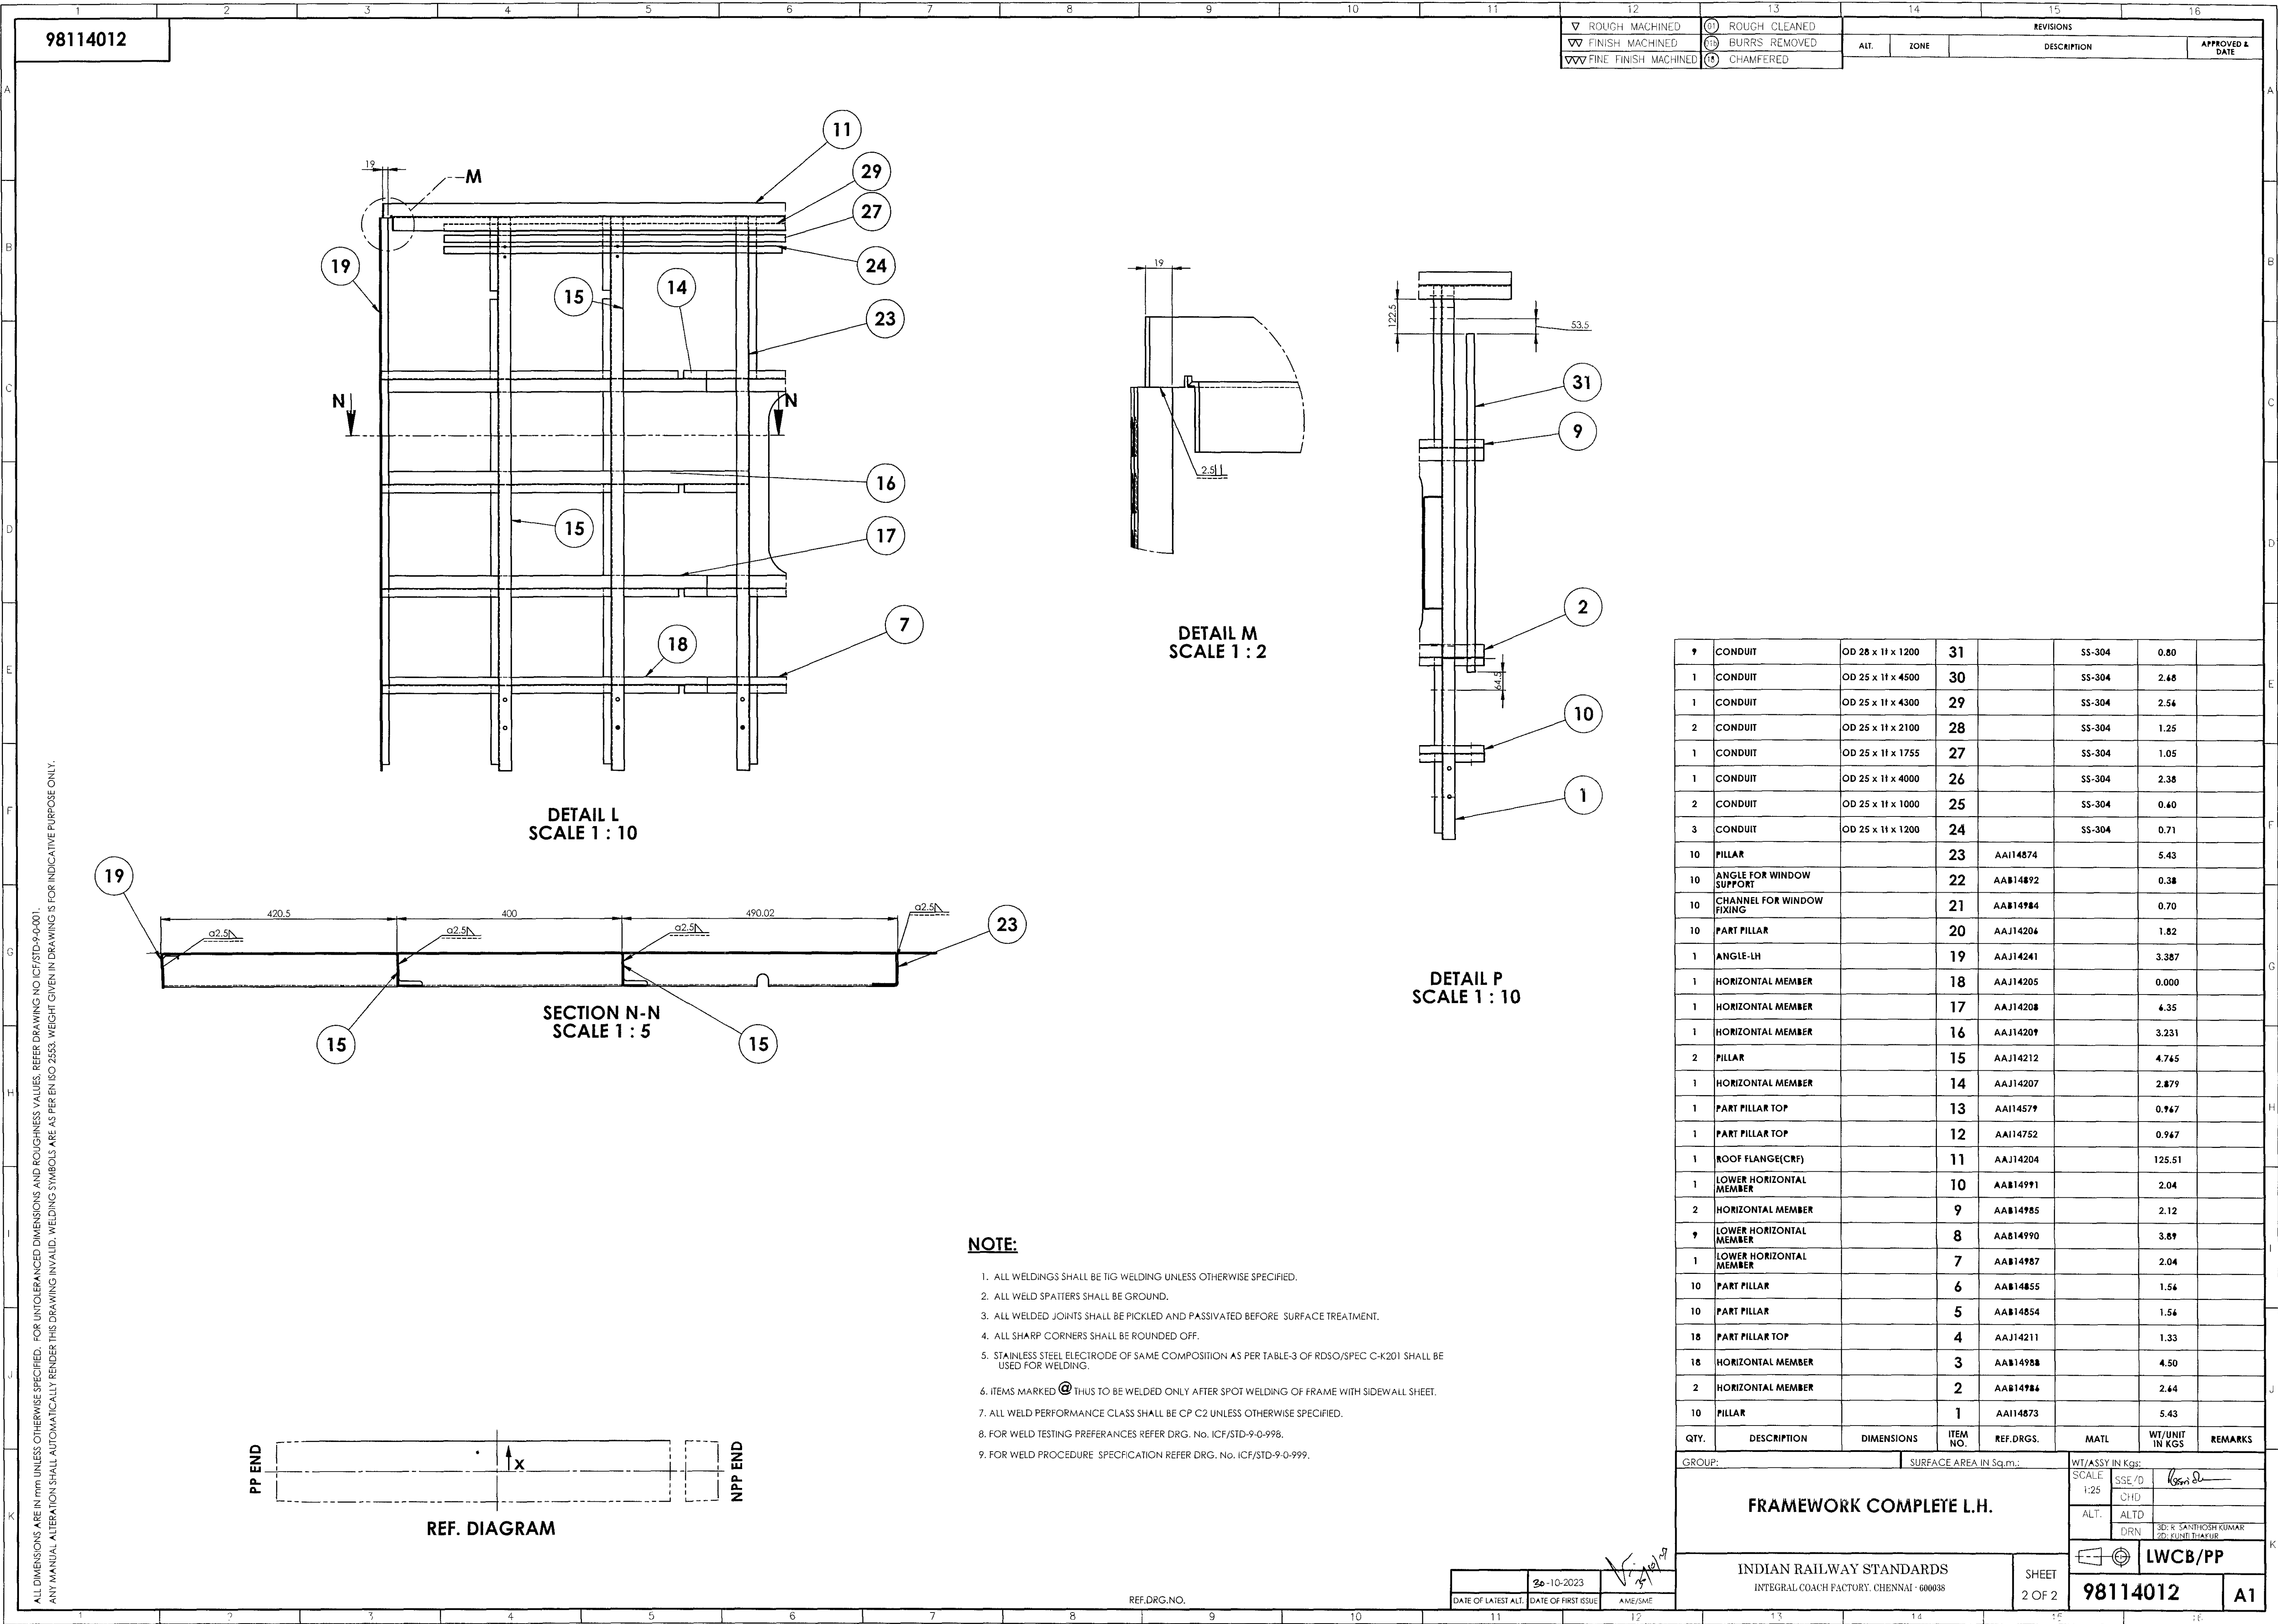 98114012
▽ ROUGH MACHINED
01 ROUGH CLEANED
▽▽ FINISH MACHINED
01b BURRS REMOVED
▽▽▽ FINE FINISH MACHINED
18 CHAMFERED
REVISIONS
ALT. ZONE DESCRIPTION APPROVED & DATE
19
M
11
29
27
24
19
15
14
23
N N
16
15
17
18
7
DETAIL L
SCALE 1 : 10
19
2.5
DETAIL M
SCALE 1 : 2
122.5
53.5
31
9
2
64.5
10
1
DETAIL P
SCALE 1 : 10
19
420.5 400 490.02
a2.5 a2.5 a2.5 a2.5
23
15
15
SECTION N-N
SCALE 1 : 5
PP END
X
NPP END
REF. DIAGRAM
NOTE:
1. ALL WELDINGS SHALL BE TIG WELDING UNLESS OTHERWISE SPECIFIED.
2. ALL WELD SPATTERS SHALL BE GROUND.
3. ALL WELDED JOINTS SHALL BE PICKLED AND PASSIVATED BEFORE SURFACE TREATMENT.
4. ALL SHARP CORNERS SHALL BE ROUNDED OFF.
5. STAINLESS STEEL ELECTRODE OF SAME COMPOSITION AS PER TABLE-3 OF RDSO/SPEC C-K201 SHALL BE
USED FOR WELDING.
6. ITEMS MARKED @ THUS TO BE WELDED ONLY AFTER SPOT WELDING OF FRAME WITH SIDEWALL SHEET.
7. ALL WELD PERFORMANCE CLASS SHALL BE CP C2 UNLESS OTHERWISE SPECIFIED.
8. FOR WELD TESTING PREFERANCES REFER DRG. No. ICF/STD-9-0-998.
9. FOR WELD PROCEDURE SPECFICATION REFER DRG. No. ICF/STD-9-0-999.
9 CONDUIT OD 28 x 1t x 1200 31 SS-304 0.80
1 CONDUIT OD 25 x 1t x 4500 30 SS-304 2.68
1 CONDUIT OD 25 x 1t x 4300 29 SS-304 2.56
2 CONDUIT OD 25 x 1t x 2100 28 SS-304 1.25
1 CONDUIT OD 25 x 1t x 1755 27 SS-304 1.05
1 CONDUIT OD 25 x 1t x 4000 26 SS-304 2.38
2 CONDUIT OD 25 x 1t x 1000 25 SS-304 0.60
3 CONDUIT OD 25 x 1t x 1200 24 SS-304 0.71
10 PILLAR 23 AAI14874 5.43
10 ANGLE FOR WINDOW SUPPORT 22 AAB14892 0.38
10 CHANNEL FOR WINDOW FIXING 21 AAB14984 0.70
10 PART PILLAR 20 AAJ14206 1.82
1 ANGLE-LH 19 AAJ14241 3.387
1 HORIZONTAL MEMBER 18 AAJ14205 0.000
1 HORIZONTAL MEMBER 17 AAJ14208 6.35
1 HORIZONTAL MEMBER 16 AAJ14209 3.231
2 PILLAR 15 AAJ14212 4.765
1 HORIZONTAL MEMBER 14 AAJ14207 2.879
1 PART PILLAR TOP 13 AAI14579 0.967
1 PART PILLAR TOP 12 AAI14752 0.967
1 ROOF FLANGE(CRF) 11 AAJ14204 125.51
1 LOWER HORIZONTAL MEMBER 10 AAB14991 2.04
2 HORIZONTAL MEMBER 9 AAB14985 2.12
9 LOWER HORIZONTAL MEMBER 8 AAB14990 3.89
1 LOWER HORIZONTAL MEMBER 7 AAB14987 2.04
10 PART PILLAR 6 AAB14855 1.56
10 PART PILLAR 5 AAB14854 1.56
18 PART PILLAR TOP 4 AAJ14211 1.33
18 HORIZONTAL MEMBER 3 AAB14988 4.50
2 HORIZONTAL MEMBER 2 AAB14986 2.64
10 PILLAR 1 AAI14873 5.43
QTY. DESCRIPTION DIMENSIONS ITEM NO. REF.DRGS. MATL WT/UNIT IN KGS REMARKS
GROUP: SURFACE AREA IN Sq.m.: WT/ASSY IN Kgs:
FRAMEWORK COMPLETE L.H.
SCALE 1:25
SSE/D
CHD
ALT. ALTD
DRN 3D: R SANTHOSH KUMAR
2D: KUNTI THAKUR
INDIAN RAILWAY STANDARDS
INTEGRAL COACH FACTORY. CHENNAI - 600038
SHEET
2 OF 2
LWCB/PP
98114012 A1
REF.DRG.NO.
30-10-2023
DATE OF LATEST ALT. DATE OF FIRST ISSUE AME/SME
ALL DIMENSIONS ARE IN mm UNLESS OTHERWISE SPECIFIED. FOR UNTOLERANCED DIMENSIONS AND ROUGHNESS VALUES, REFER DRAWING NO ICF/STD-9-0-001.
ANY MANUAL ALTERATION SHALL AUTOMATICALLY RENDER THIS DRAWING INVALID. WELDING SYMBOLS ARE AS PER EN ISO 2553. WEIGHT GIVEN IN DRAWING IS FOR INDICATIVE PURPOSE ONLY.